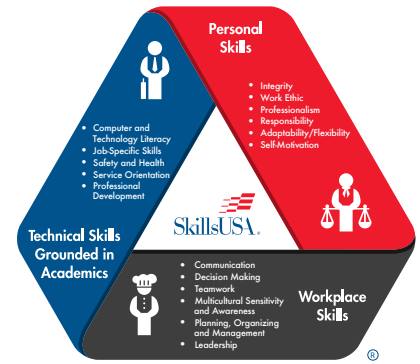 Personal
Skills
• Integrity
• Work Ethic
• Professionalism
• Responsibility
• Adaptability/Flexibility
• Self-Motivation
• Computer and
Technology Literacy
• Job-Specific Skills
• Safety and Health
• Service Orientation
• Professional
Development
Technical Skills
Grounded in
Academics
SkillsUSA®
• Communication
• Decision Making
• Teamwork
• Multicultural Sensitivity
and Awareness
• Planning, Organizing
and Management
• Leadership
Workplace
Skills
®